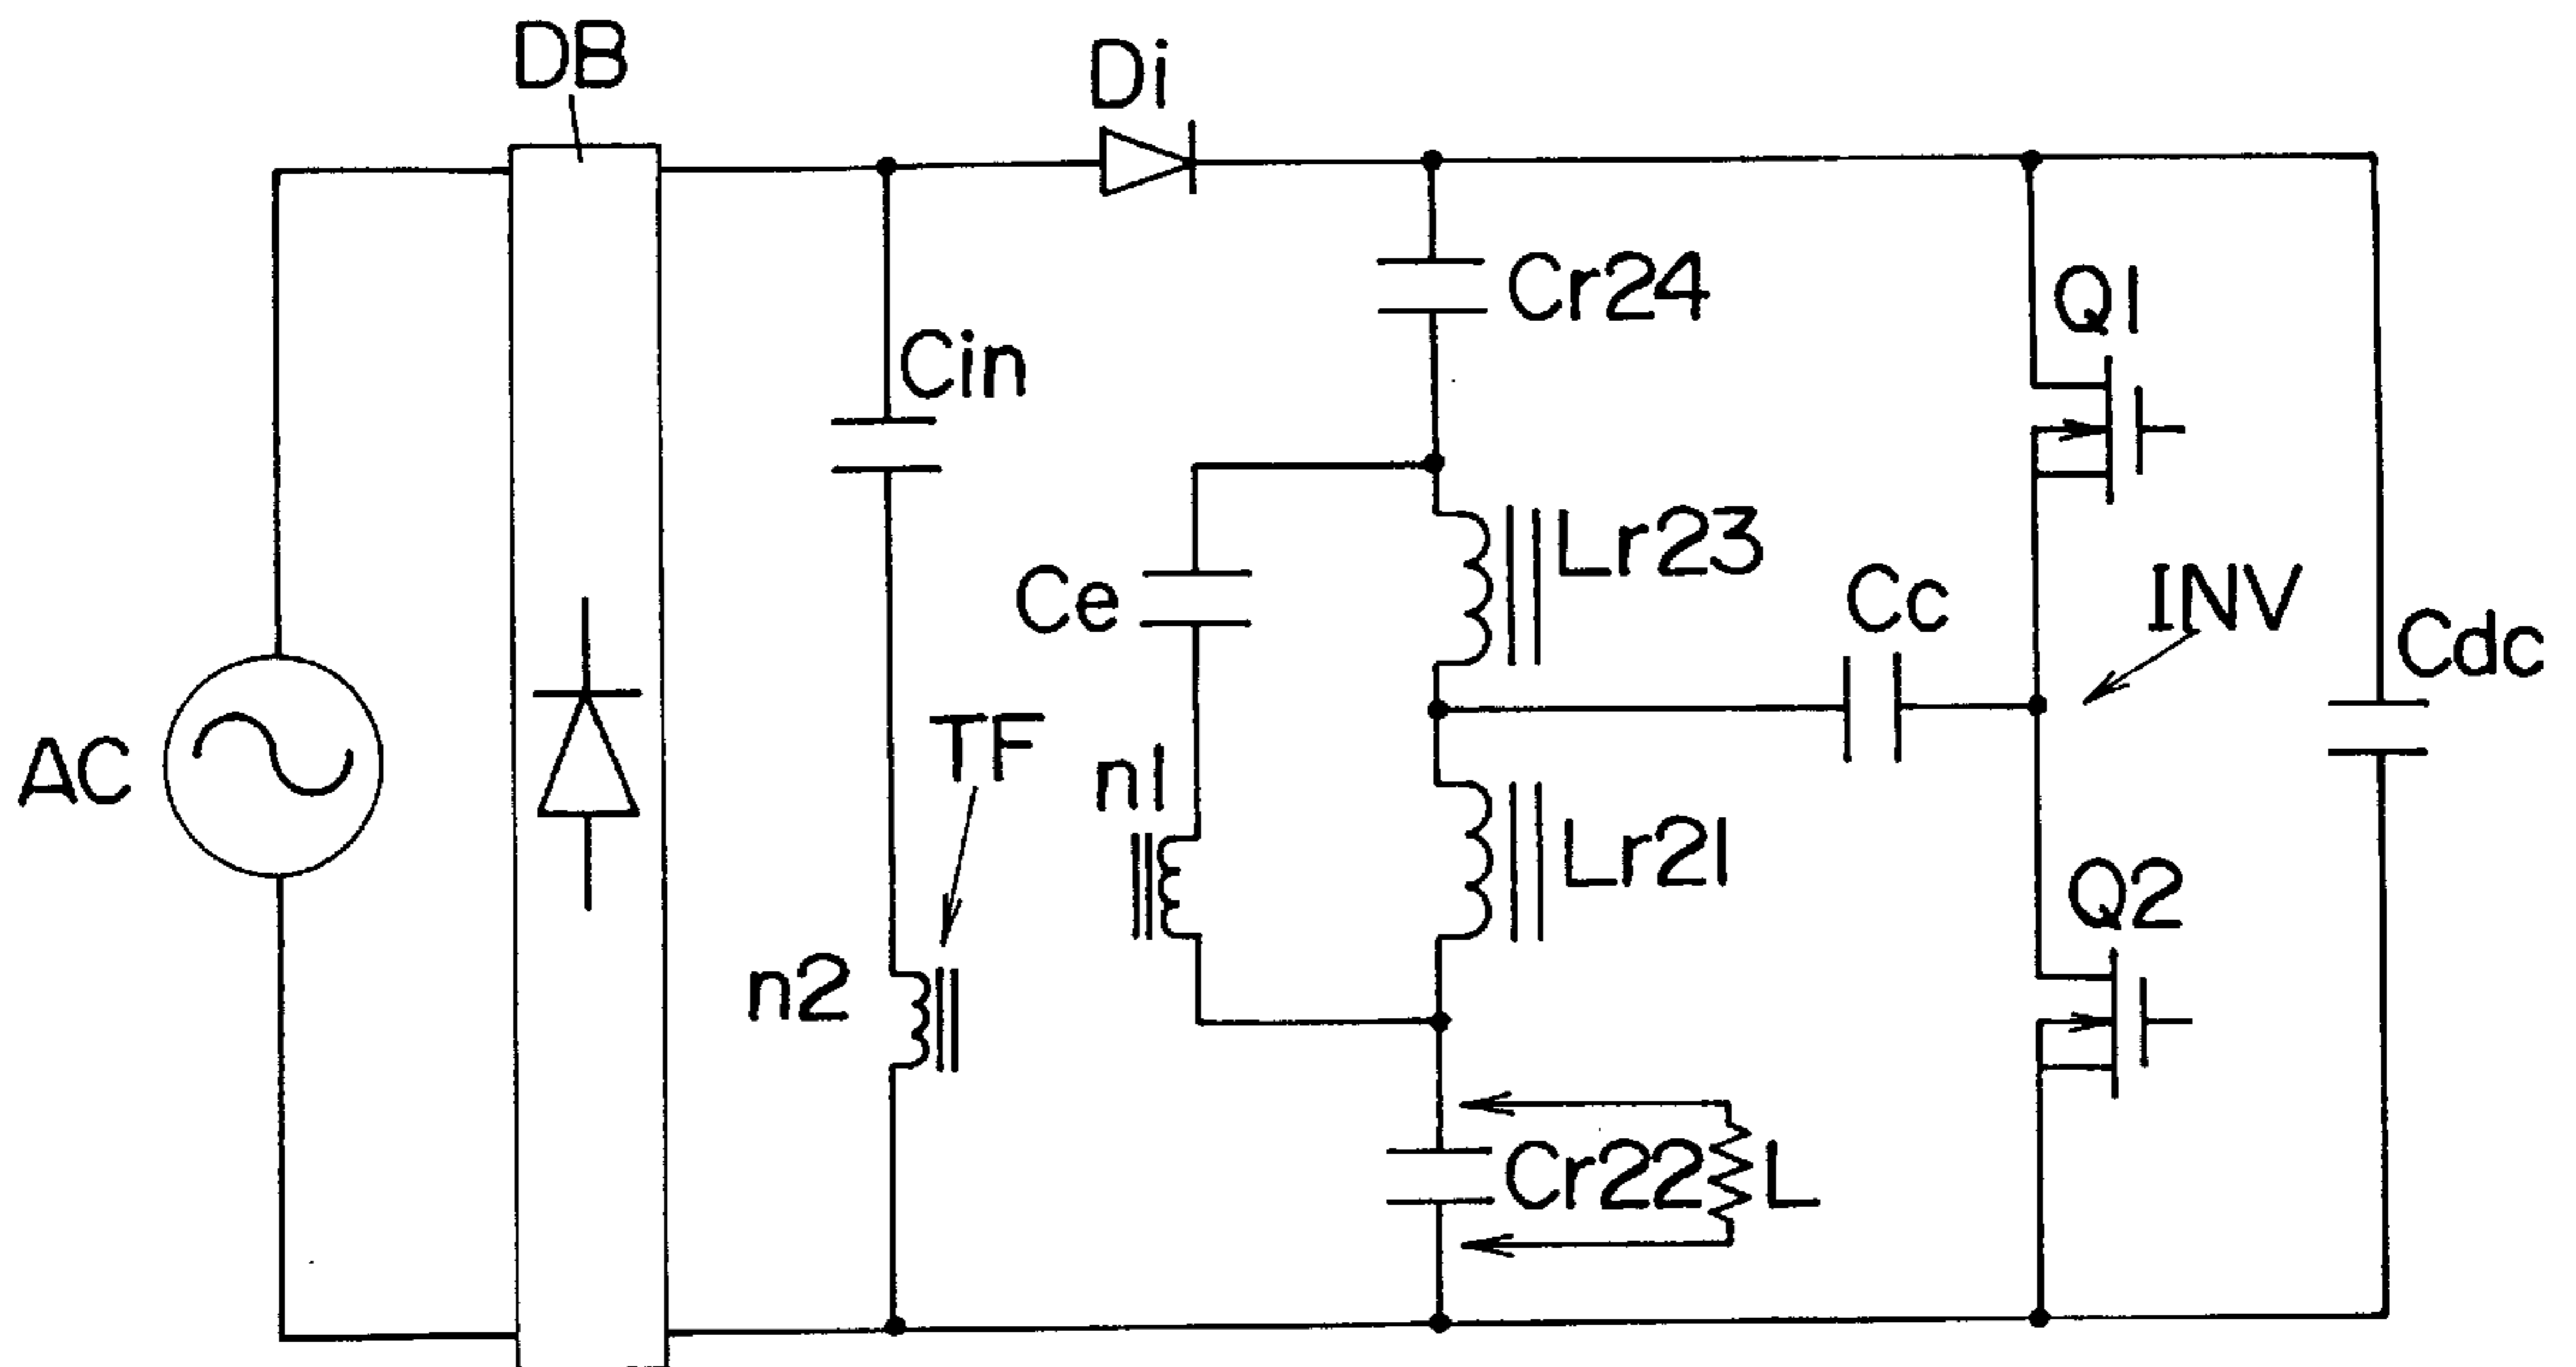 DB
Di
Cr24
Q1
Cin
Lr23
Ce
Cc
INV
Cdc
TF
AC
n1
Lr21
Q2
n2
Cr22
L